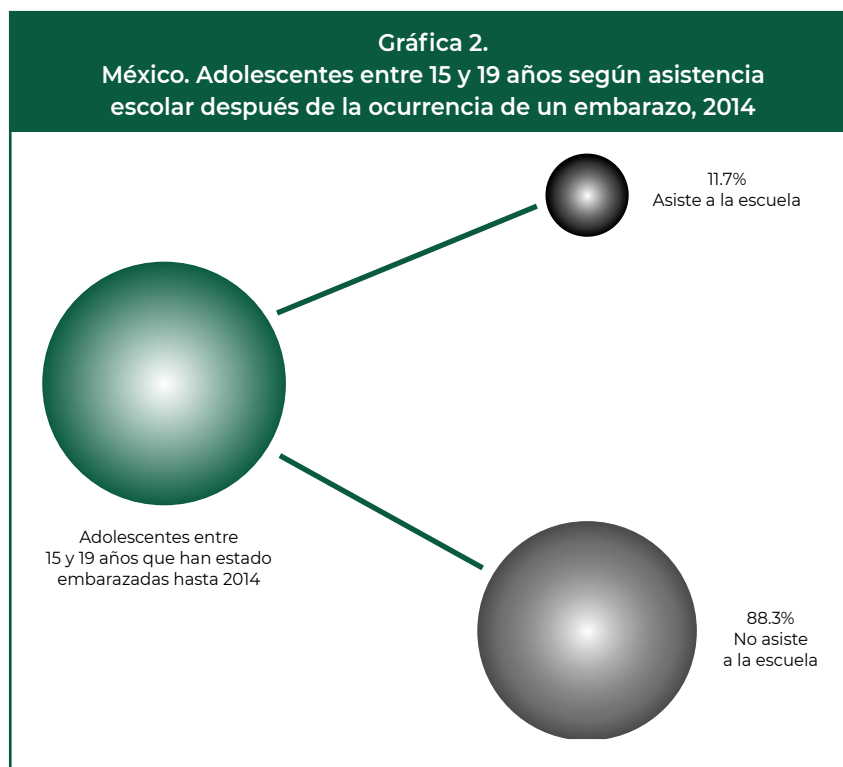 Gráfica 2.
México. Adolescentes entre 15 y 19 años según asistencia
escolar después de la ocurrencia de un embarazo, 2014
11.7%
Asiste a la escuela
Adolescentes entre
15 y 19 años que han estado
embarazadas hasta 2014
88.3%
No asiste
a la escuela